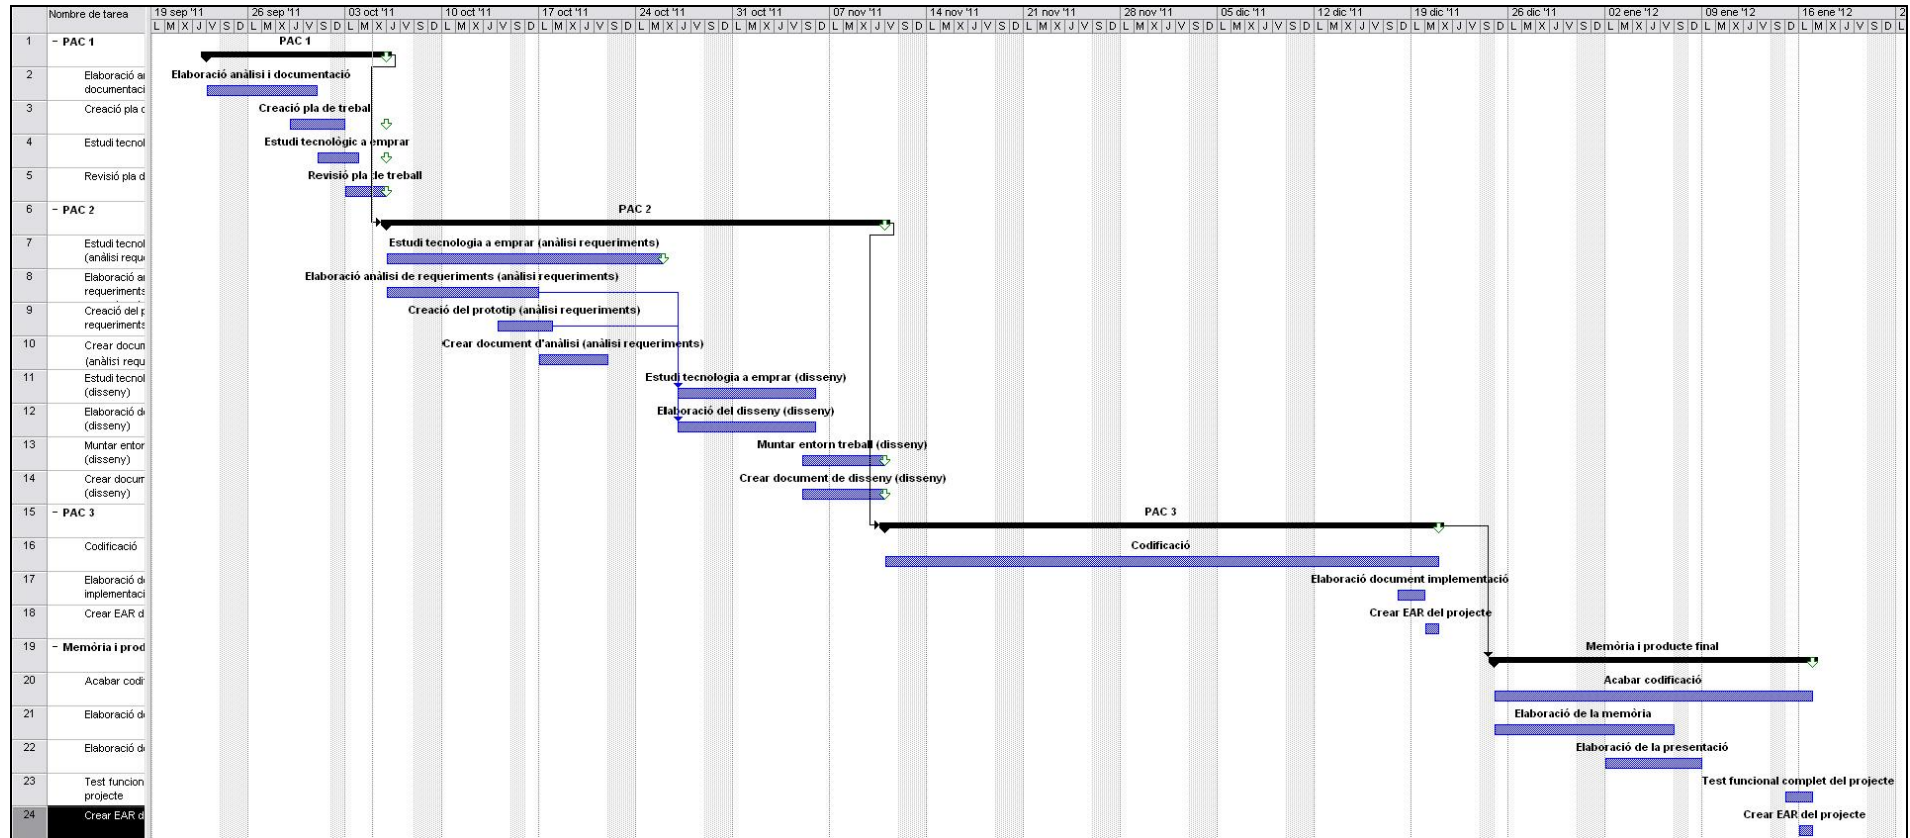 Nombre de tarea
19 sep '11 26 sep '11 03 oct '11 10 oct '11 17 oct '11 24 oct '11 31 oct '11 07 nov '11 14 nov '11 21 nov '11 28 nov '11 05 dic '11 12 dic '11 19 dic '11 26 dic '11 02 ene '12 09 ene '12 16 ene '12 2
L M X J V S D L M X J V S D L M X J V S D L M X J V S D L M X J V S D L M X J V S D L M X J V S D L M X J V S D L M X J V S D L M X J V S D L M X J V S D L M X J V S D L M X J V S D L M X J V S D L M X J V S D L M X J V S D L M X J V S D L M X J V S D L
1 - PAC 1 PAC 1
2 Elaboració an Elaboració anàlisi i documentació
documentaci
3 Creació pla d Creació pla de trebal
4 Estudi tecnol Estudi tecnològic a emprar
5 Revisió pla d Revisió pla de treball
6 - PAC 2 PAC 2
7 Estudi tecnol Estudi tecnologia a emprar (anàlisi requeriments)
(anàlisi requ
8 Elaboració an Elaboració anàlisi de requeriments (anàlisi requeriments)
requeriments
9 Creació del p Creació del prototip (anàlisi requeriments)
requeriments
10 Crear docum Crear document d'anàlisi (anàlisi requeriments)
(anàlisi requ
11 Estudi tecnol Estudi tecnologia a emprar (disseny)
(disseny)
12 Elaboració de Elaboració del disseny (disseny)
(disseny)
13 Muntar entor Muntar entorn treball (disseny)
(disseny)
14 Crear docum Crear document de disseny (disseny)
(disseny)
15 - PAC 3 PAC 3
16 Codificació Codificació
17 Elaboració de Elaboració document implementació
implementaci
18 Crear EAR d Crear EAR del projecte
19 - Memòria i prod Memòria i producte final
20 Acabar codif Acabar codificació
21 Elaboració de Elaboració de la memòria
22 Elaboració de Elaboració de la presentació
23 Test funcion Test funcional complet del projecte
projecte
24 Crear EAR d Crear EAR del projecte